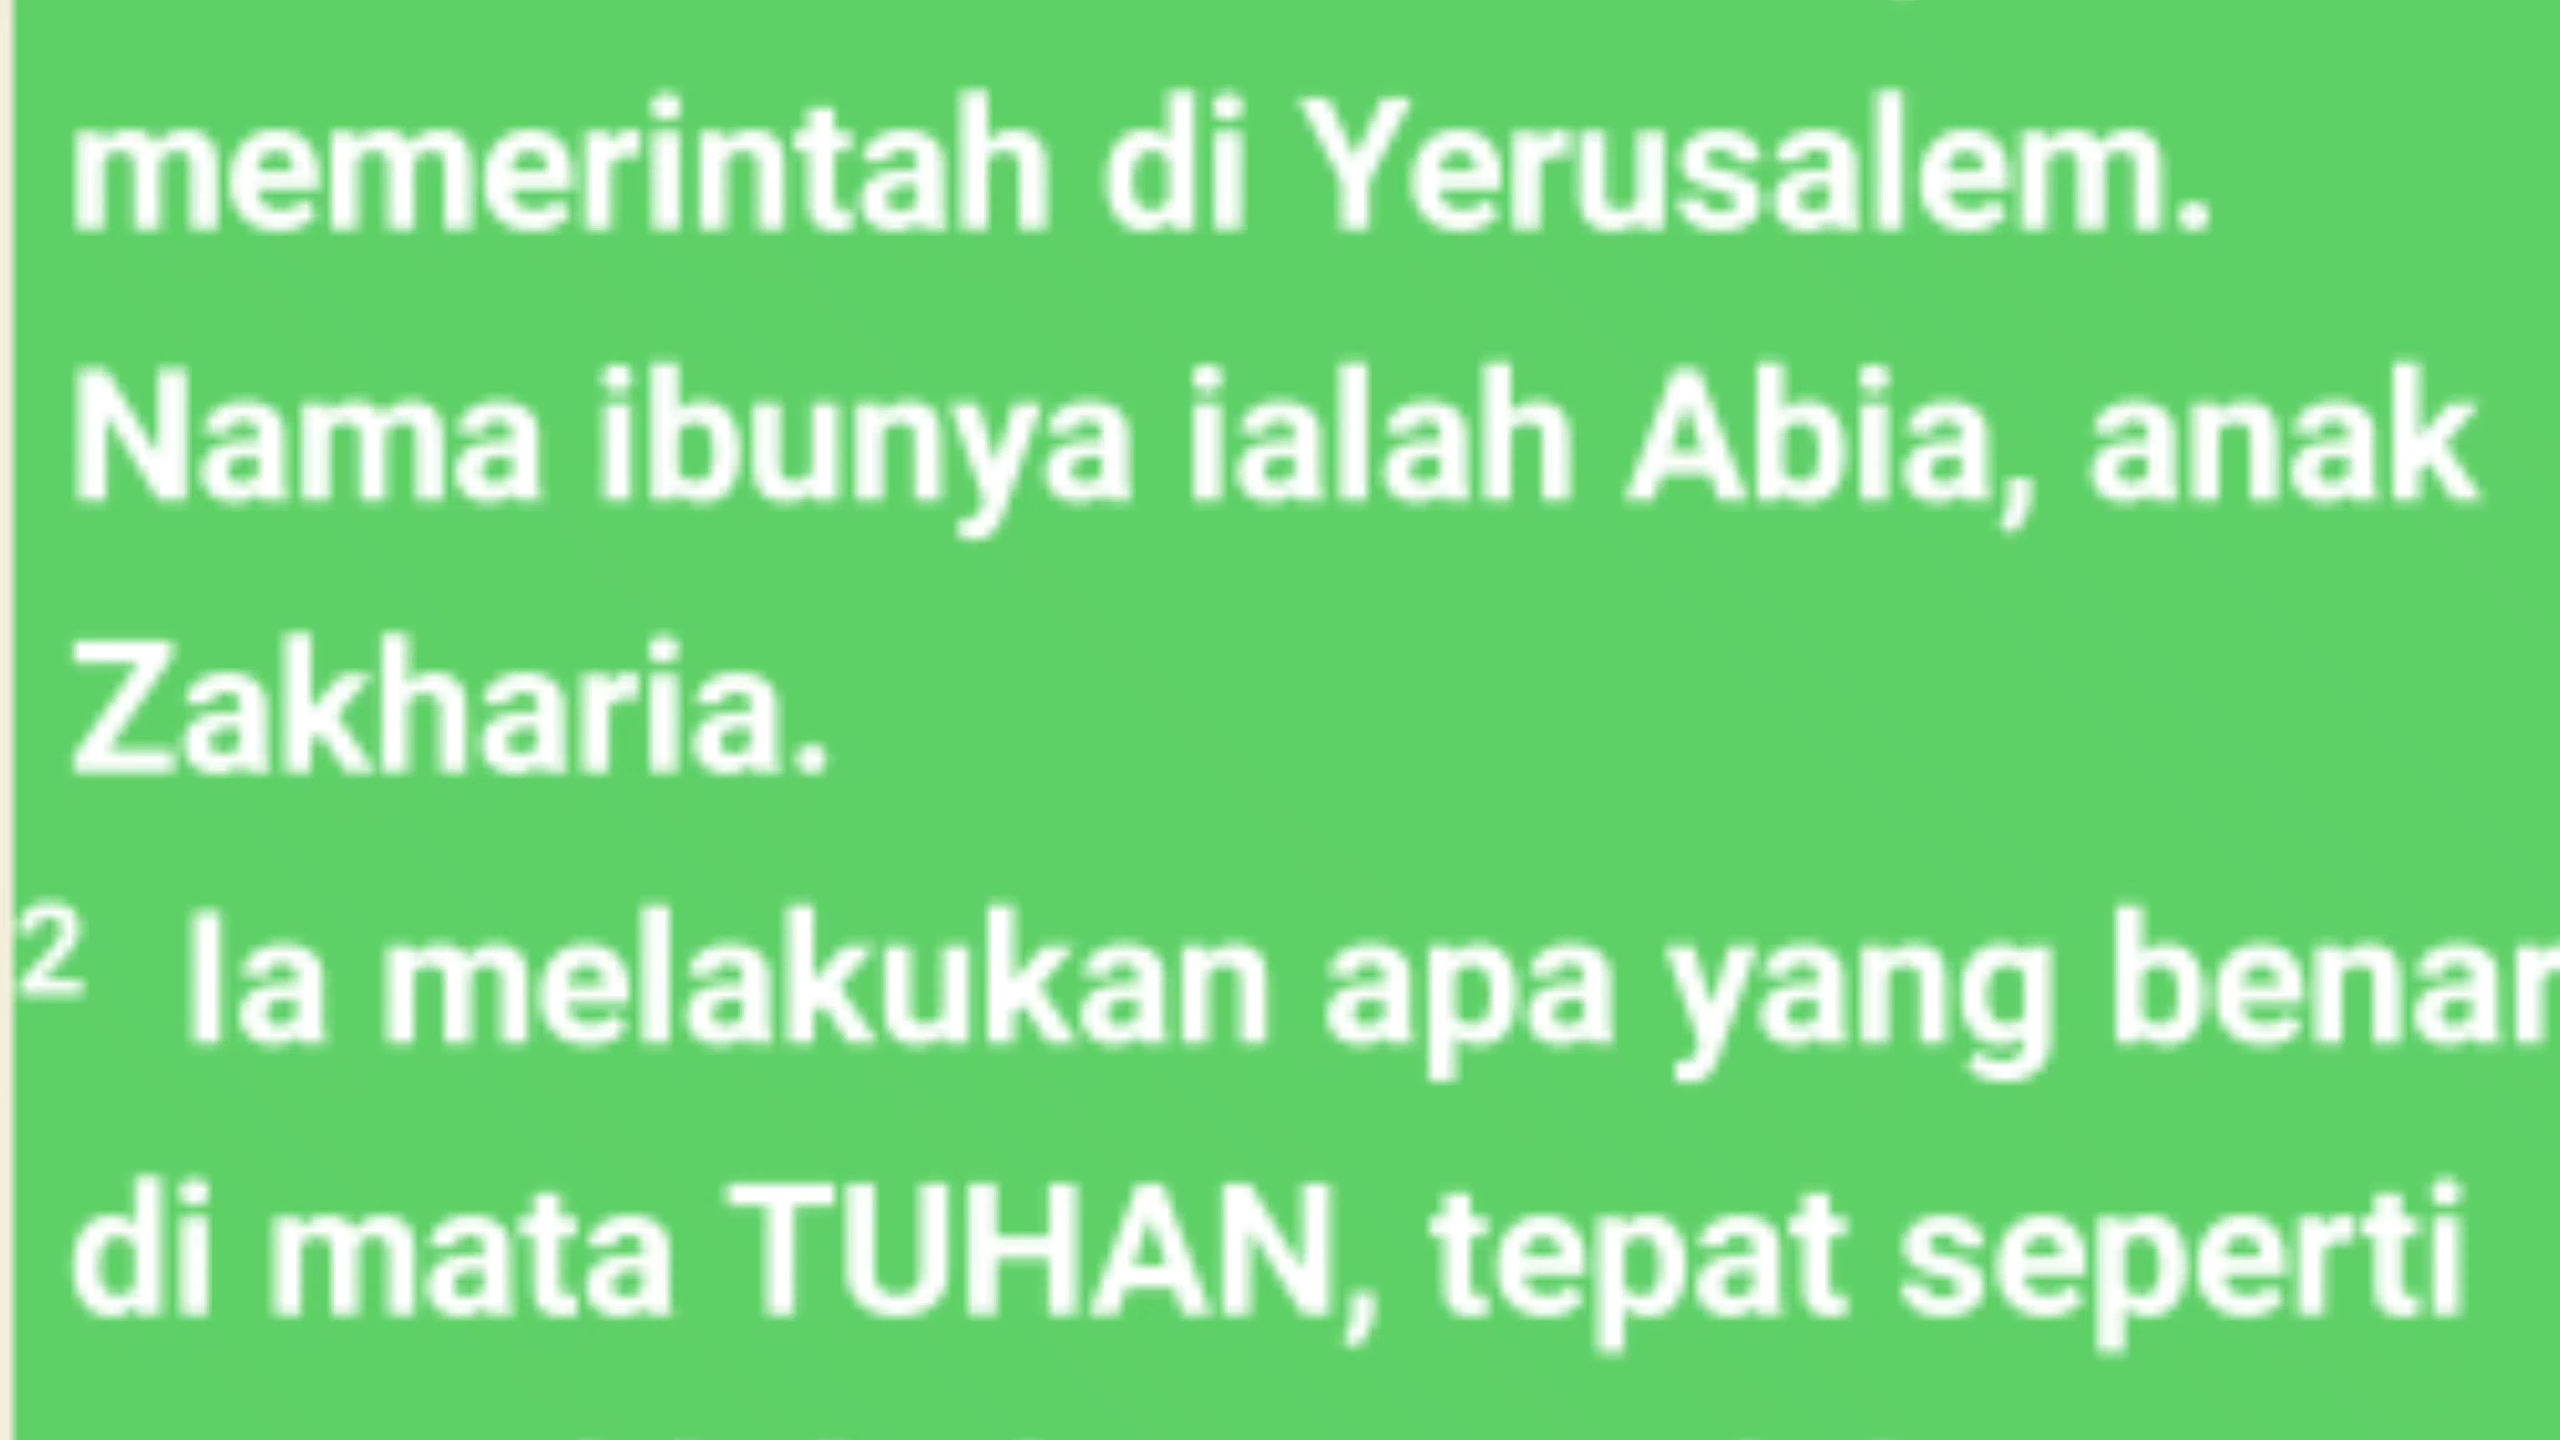 memerintah di Yerusalem.
Nama ibunya ialah Abia, anak
Zakharia.
2 Ia melakukan apa yang benar
di mata TUHAN, tepat seperti